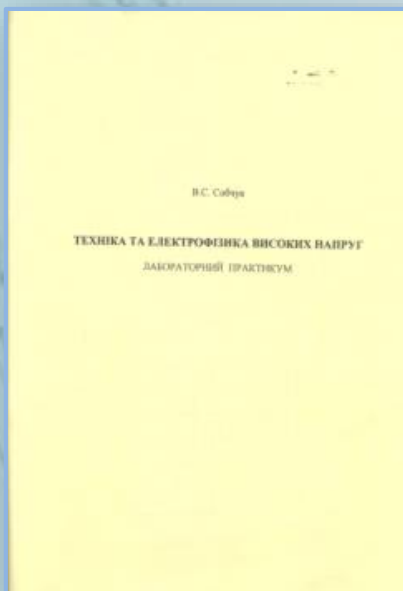 В.С. Собчук
ТЕХНІКА ТА ЕЛЕКТРОФІЗИКА ВИСОКИХ НАПРУГ
ЛАБОРАТОРНИЙ ПРАКТИКУМ